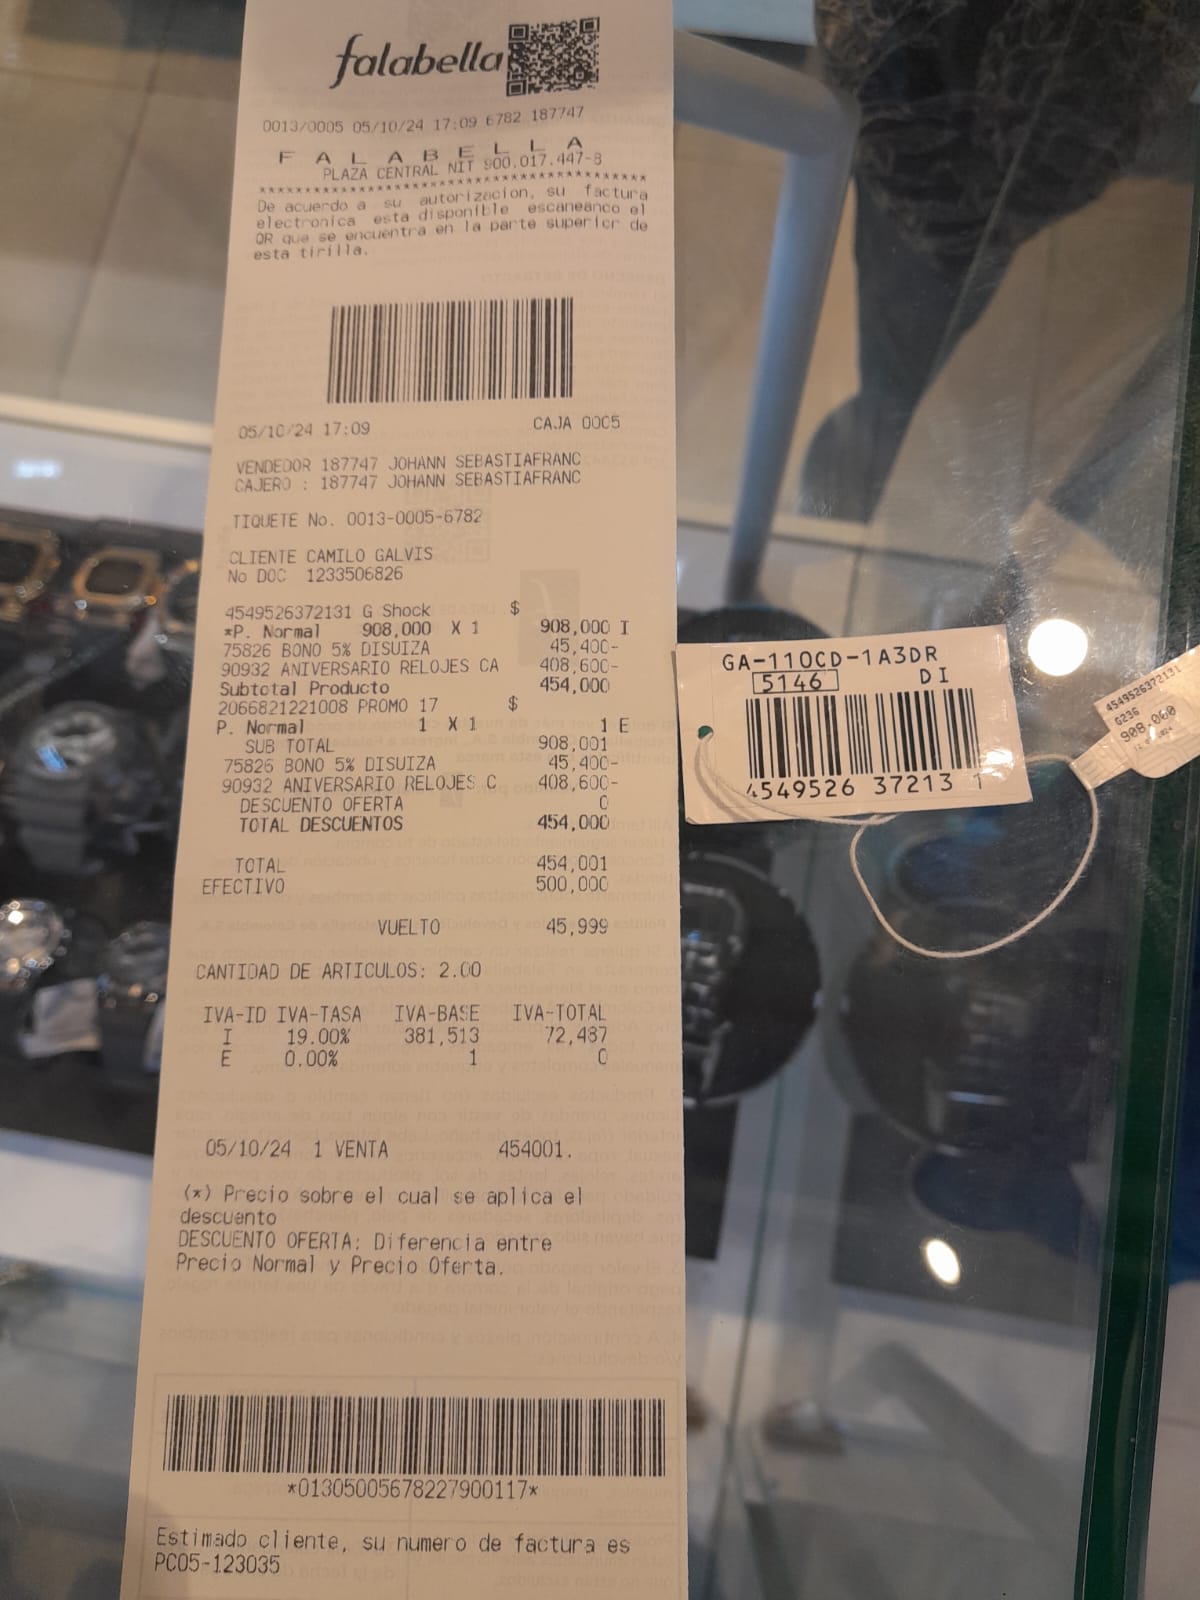 falabella
0013/0005 05/10/24 17:09 6782 187747
F A L A B E L L A
PLAZA CENTRAL NIT 900.017.447-8
****************************************
De acuerdo a su autorizacion, su factura
electronica esta disponible escaneando el
QR que se encuentra en la parte superior de
esta tirilla.
05/10/24 17:09 CAJA 0005
VENDEDOR 187747 JOHANN SEBASTIAFRANC
CAJERO : 187747 JOHANN SEBASTIAFRANC
TIQUETE No. 0013-0005-6782
CLIENTE CAMILO GALVIS
No DOC 1233506826
4549526372131 G Shock $
*P. Normal 908,000 X 1 908,000 I
75826 BONO 5% DISUIZA 45,400-
90932 ANIVERSARIO RELOJES CA 408,600-
Subtotal Producto 454,000
2066821221008 PROMO 17 $
P. Normal 1 X 1 1 E
SUB TOTAL 908,001
75826 BONO 5% DISUIZA 45,400-
90932 ANIVERSARIO RELOJES C 408,600-
DESCUENTO OFERTA 0
TOTAL DESCUENTOS 454,000
TOTAL 454,001
EFECTIVO 500,000
VUELTO 45,999
CANTIDAD DE ARTICULOS: 2.00
IVA-ID IVA-TASA IVA-BASE IVA-TOTAL
I 19.00% 381,513 72,487
E 0.00% 1 0
05/10/24 1 VENTA 454001.
(*) Precio sobre el cual se aplica el
descuento
DESCUENTO OFERTA: Diferencia entre
Precio Normal y Precio Oferta.
*01305005678227900117*
Estimado cliente, su numero de factura es
PC05-123035
GA-110CD-1A3DR
5146 DI
4549526 37213 1
4549526372131
G236
908.060